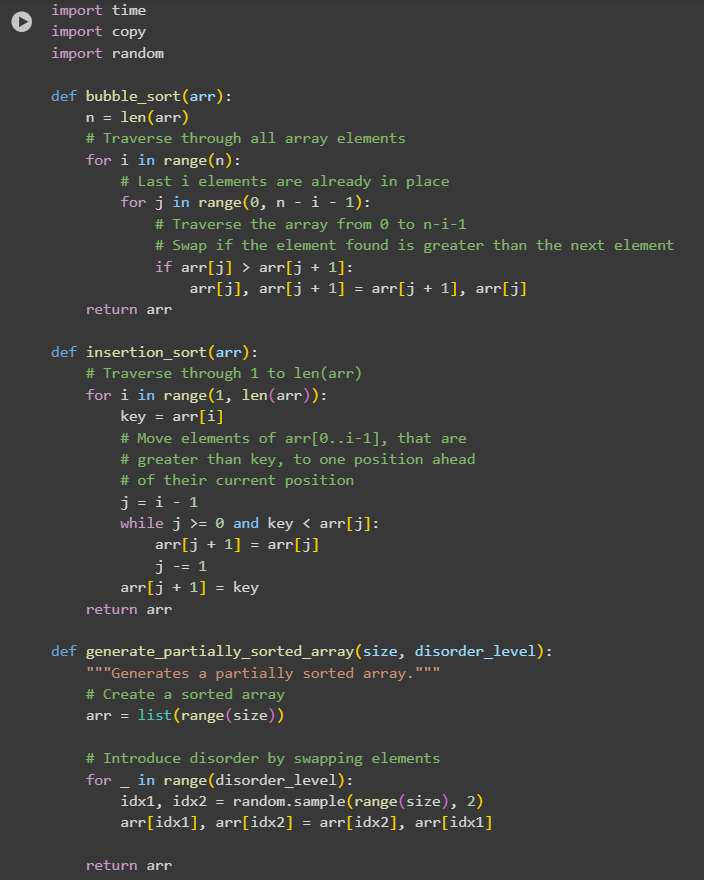 import time
import copy
import random
def bubble_sort(arr):
    n = len(arr)
    # Traverse through all array elements
    for i in range(n):
        # Last i elements are already in place
        for j in range(0, n - i - 1):
            # Traverse the array from 0 to n-i-1
            # Swap if the element found is greater than the next element
            if arr[j] > arr[j + 1]:
                arr[j], arr[j + 1] = arr[j + 1], arr[j]
    return arr
def insertion_sort(arr):
    # Traverse through 1 to len(arr)
    for i in range(1, len(arr)):
        key = arr[i]
        # Move elements of arr[0..i-1], that are
        # greater than key, to one position ahead
        # of their current position
        j = i - 1
        while j >= 0 and key < arr[j]:
            arr[j + 1] = arr[j]
            j -= 1
        arr[j + 1] = key
    return arr
def generate_partially_sorted_array(size, disorder_level):
    """Generates a partially sorted array."""
    # Create a sorted array
    arr = list(range(size))
    # Introduce disorder by swapping elements
    for _ in range(disorder_level):
        idx1, idx2 = random.sample(range(size), 2)
        arr[idx1], arr[idx2] = arr[idx2], arr[idx1]
    return arr